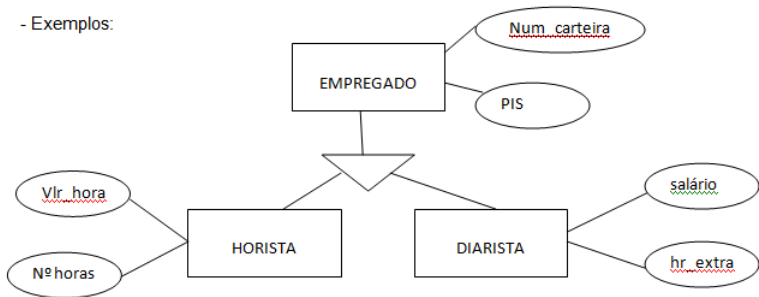 - Exemplos:
Num_carteira
EMPREGADO
PIS
Vlr_hora
salário
HORISTA
DIARISTA
Nº horas
hr_extra